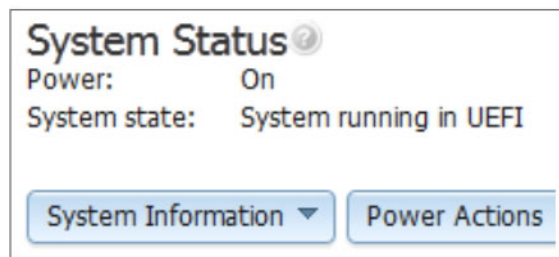 System Status
Power: On
System state: System running in UEFI
System Information
Power Actions